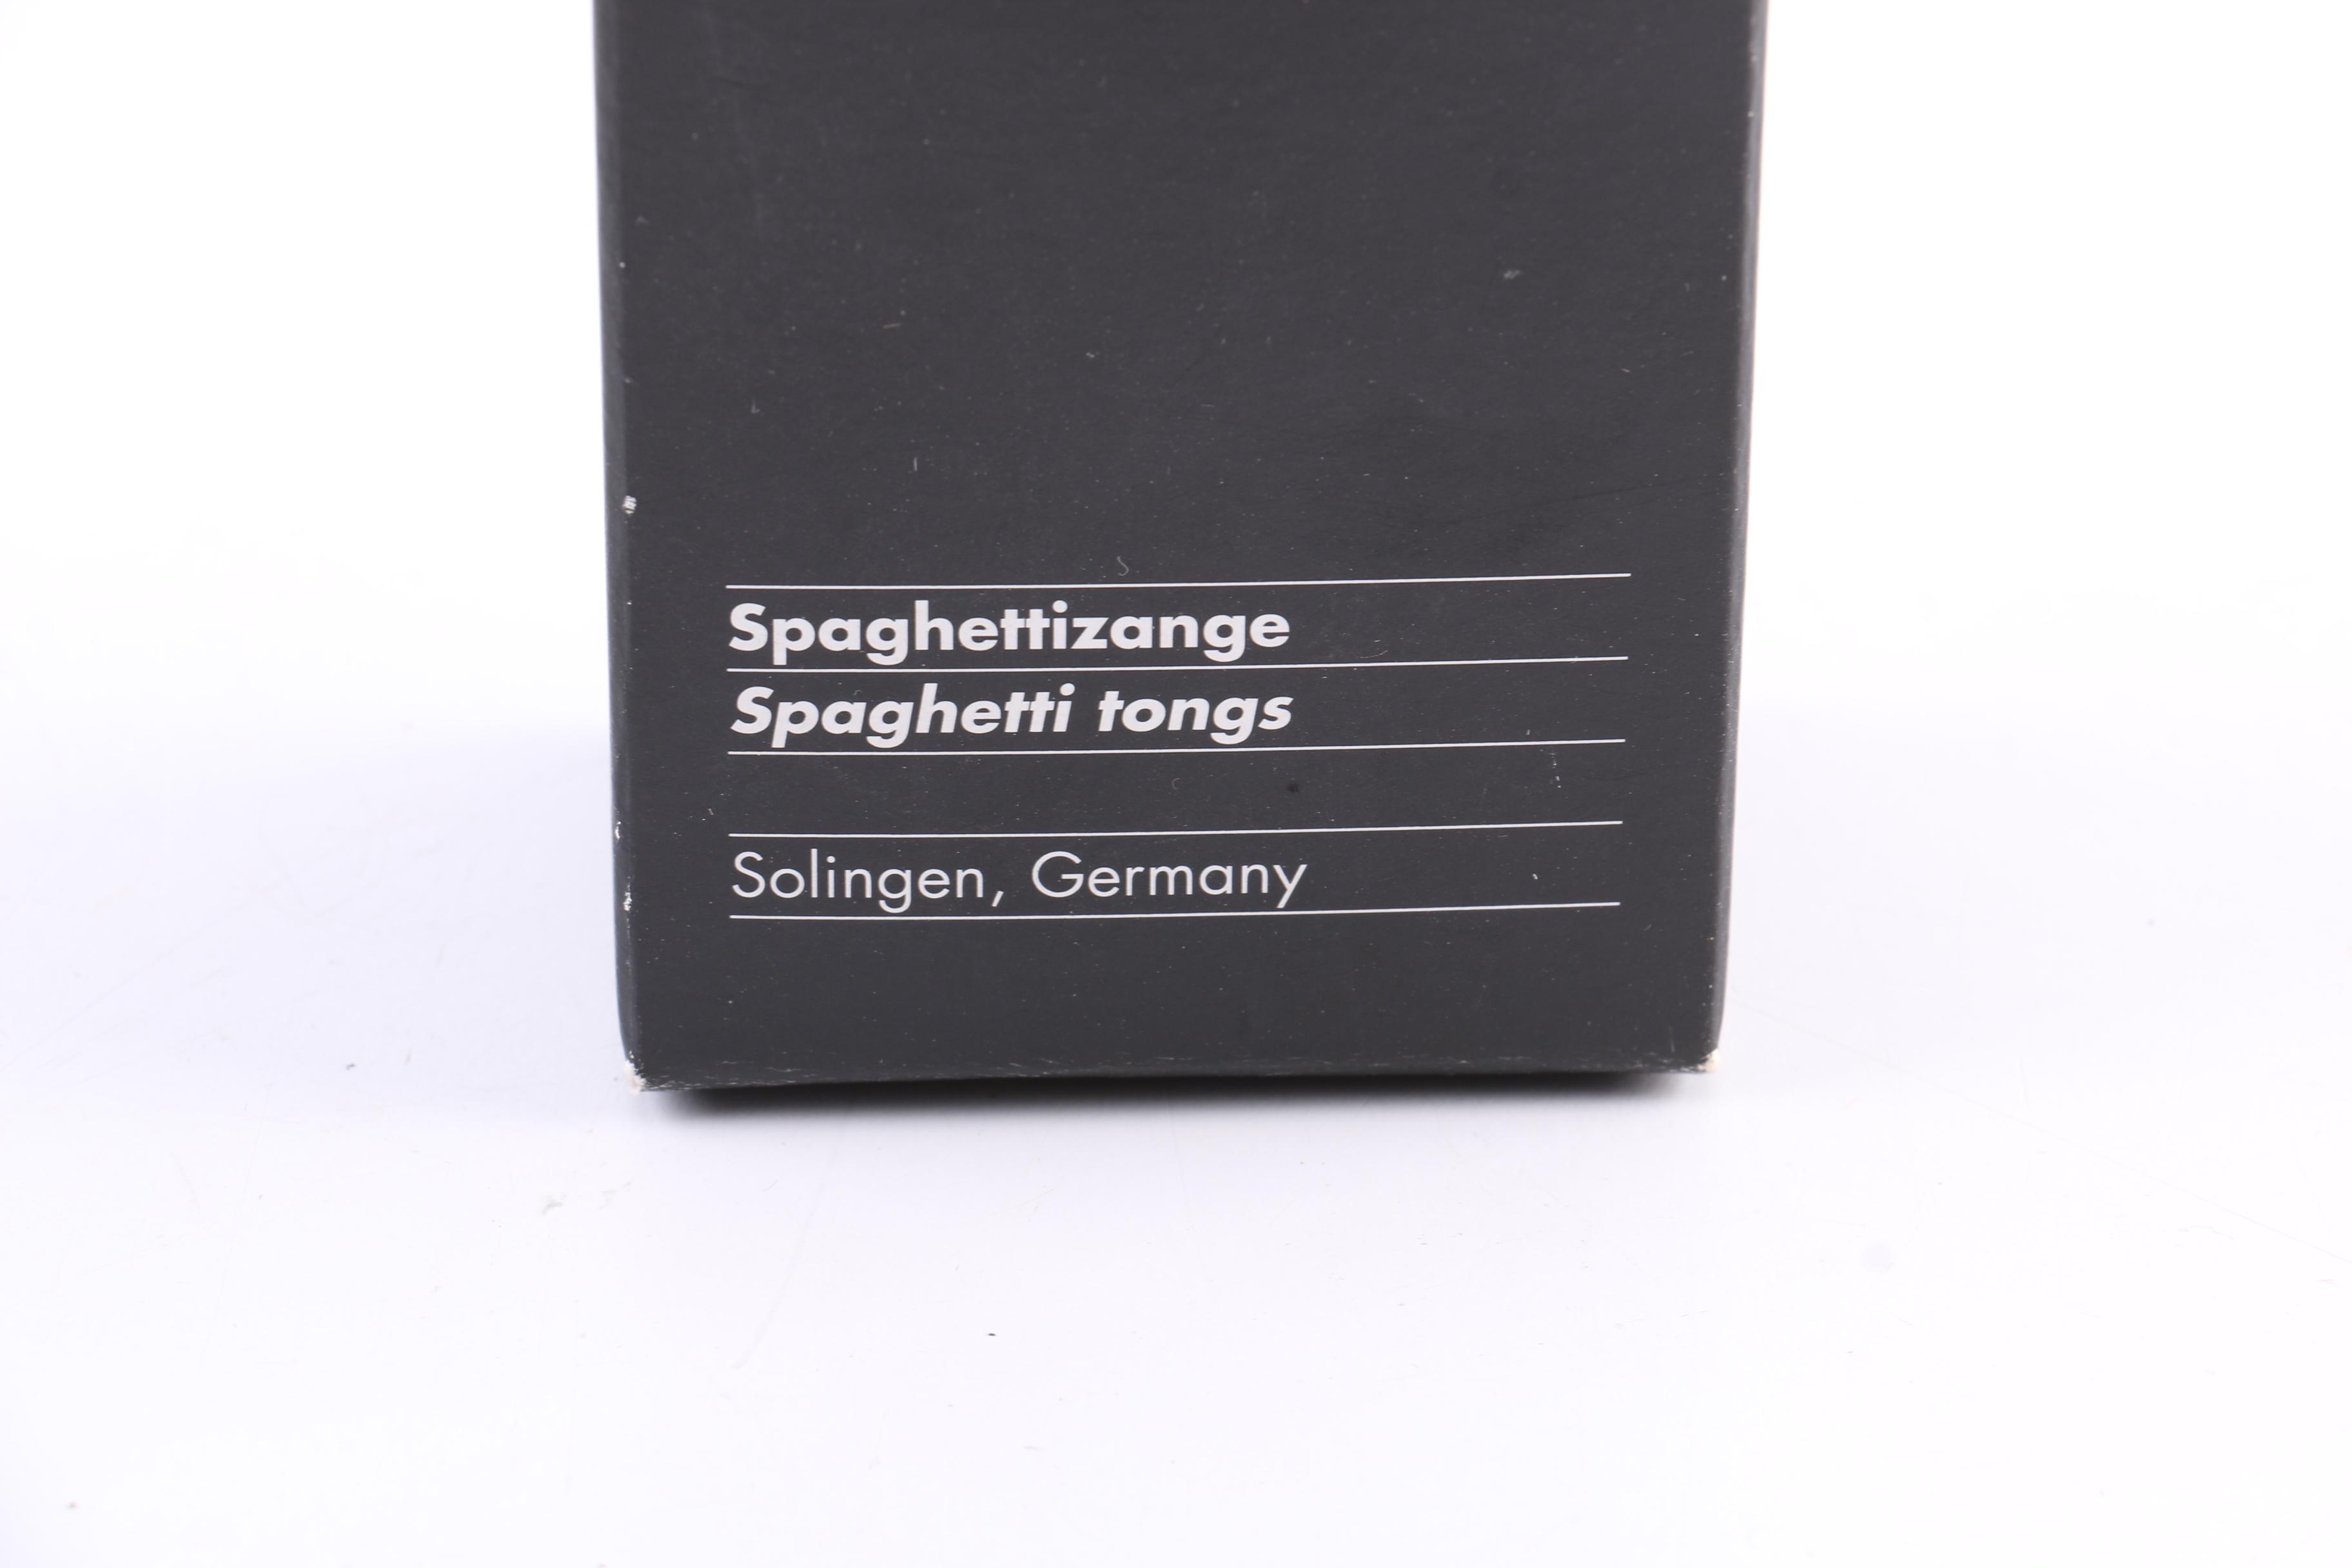 Spaghettizange
Spaghetti tongs
Solingen, Germany